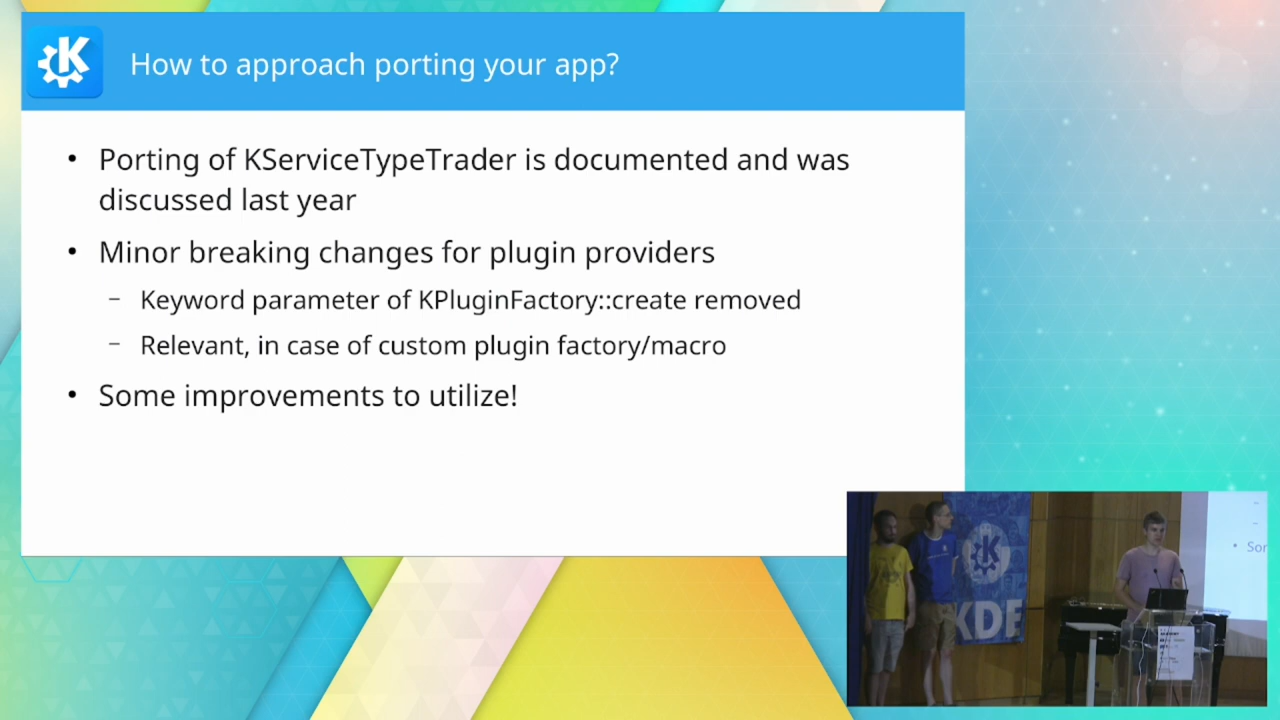 How to approach porting your app?
• Porting of KServiceTypeTrader is documented and was
discussed last year
• Minor breaking changes for plugin providers
– Keyword parameter of KPluginFactory::create removed
– Relevant, in case of custom plugin factory/macro
• Some improvements to utilize!
KDE
• Sor